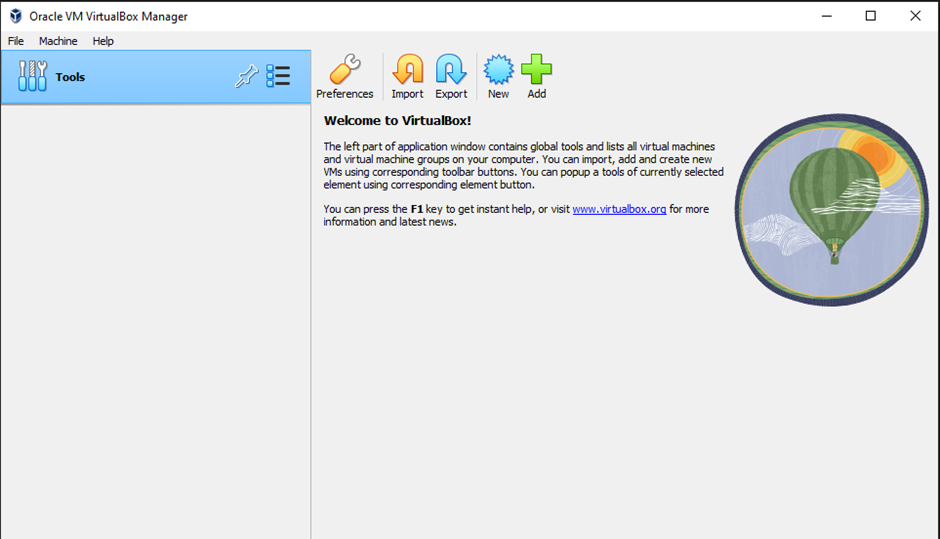 Oracle VM VirtualBox Manager
File Machine Help
Tools
Preferences Import Export New Add
Welcome to VirtualBox!
The left part of application window contains global tools and lists all virtual machines
and virtual machine groups on your computer. You can import, add and create new
VMs using corresponding toolbar buttons. You can popup a tools of currently selected
element using corresponding element button.
You can press the F1 key to get instant help, or visit www.virtualbox.org for more
information and latest news.